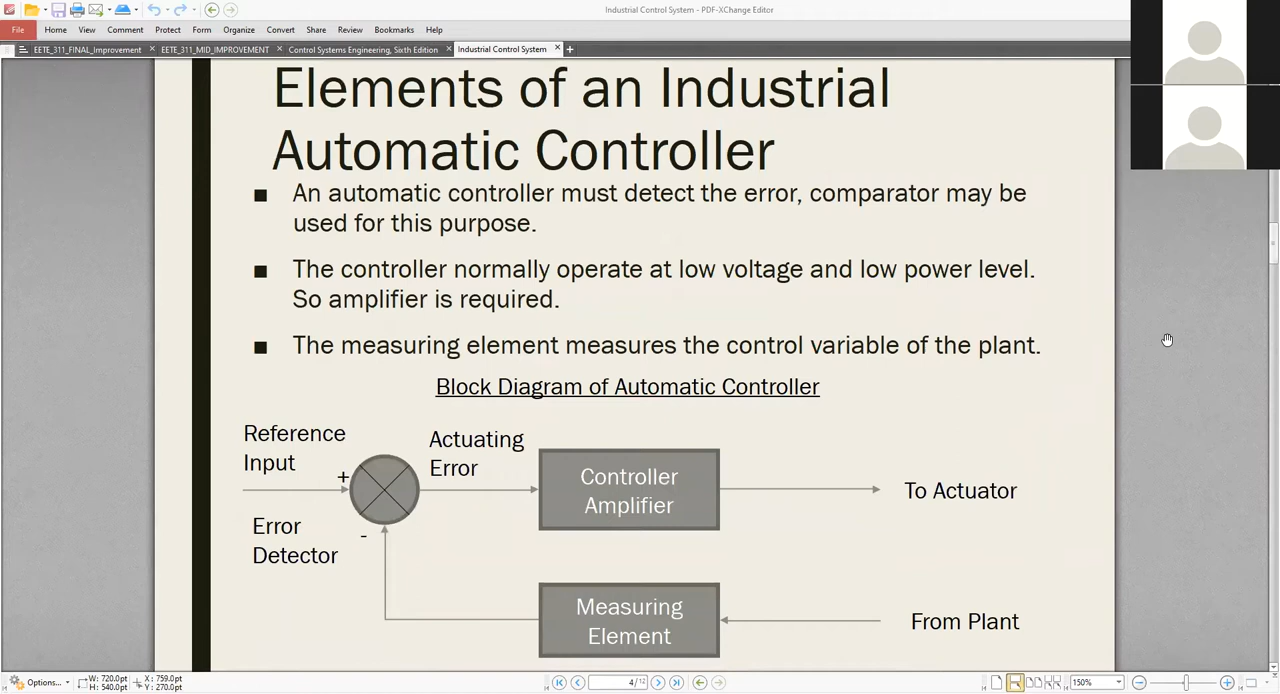 Industrial Control System - PDF-XChange Editor
File Home View Comment Protect Form Organize Convert Share Review Bookmarks Help
EETE_311_FINAL_Improvement × EETE_311_MID_IMPROVEMENT × Control Systems Engineering, Sixth Edition × Industrial Control System ×
Elements of an Industrial
Automatic Controller
■ An automatic controller must detect the error, comparator may be
used for this purpose.
■ The controller normally operate at low voltage and low power level.
So amplifier is required.
■ The measuring element measures the control variable of the plant.
Block Diagram of Automatic Controller
Reference
Input
+
Actuating
Error
Controller
Amplifier
To Actuator
Error
Detector
-
Measuring
Element
From Plant
Options... W: 720.0pt X: 759.0pt
H: 540.0pt Y: 270.0pt
4 / 12
150%